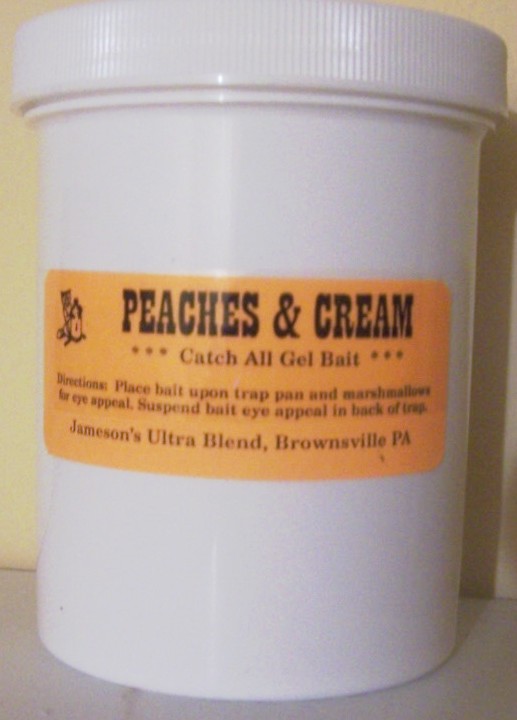 PEACHES & CREAM
*** Catch All Gel Bait ***
Directions: Place bait upon trap pan and marshmallows
for eye appeal. Suspend bait eye appeal in back of trap.
Jameson's Ultra Blend, Brownsville PA